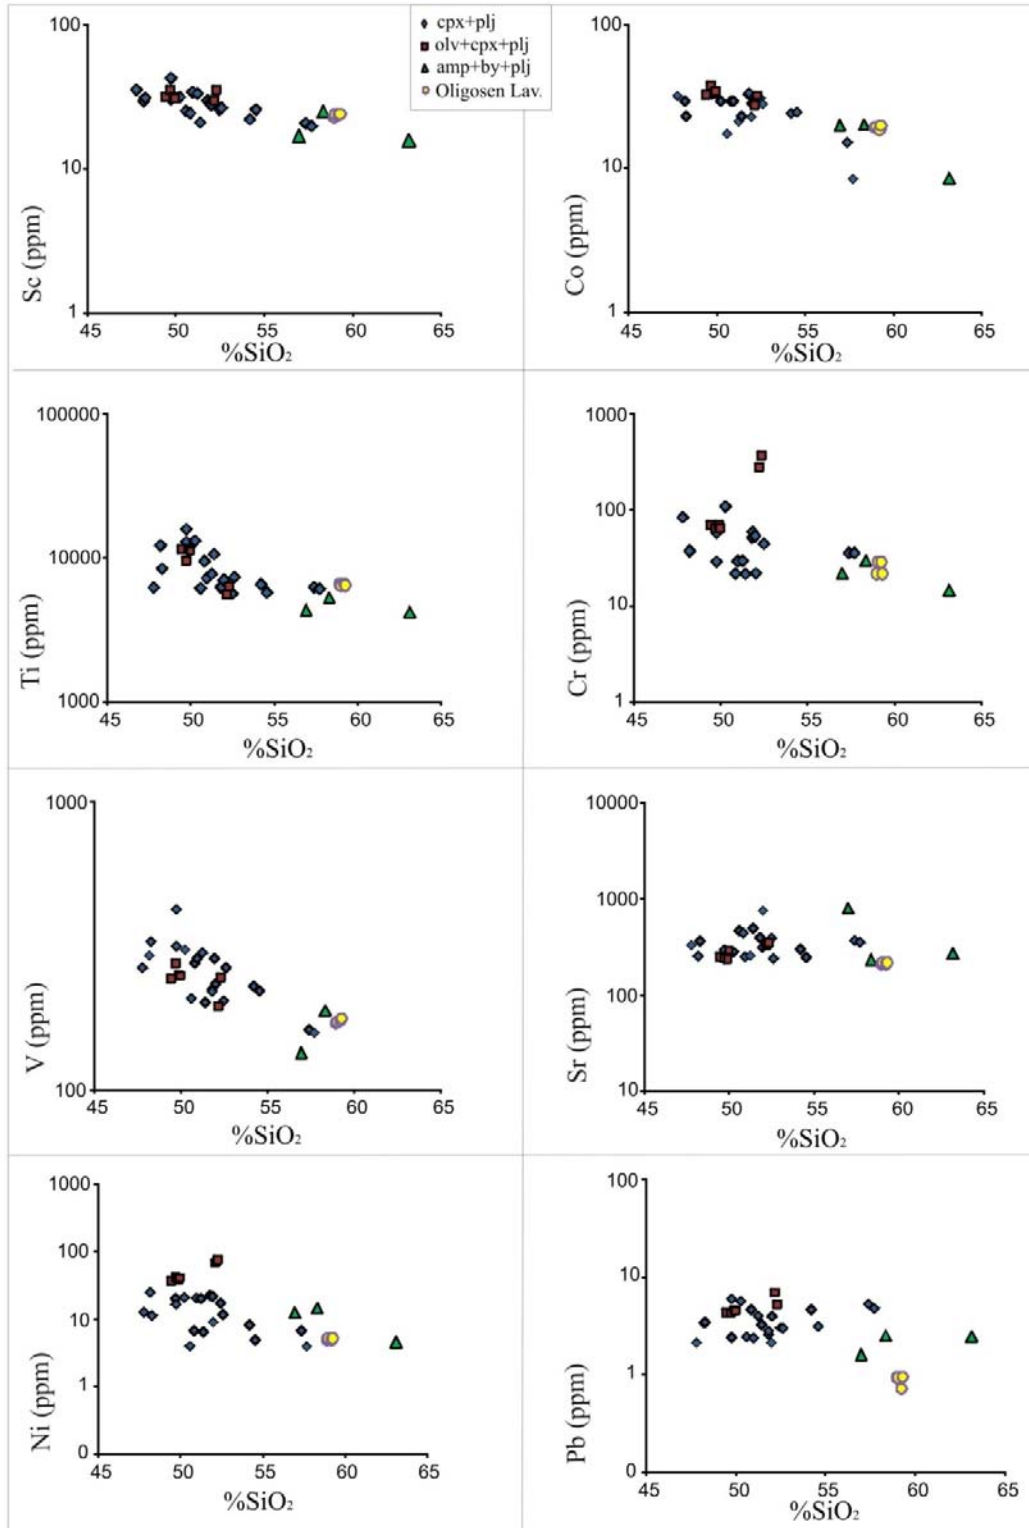 cpx+plj
olv+cpx+plj
amp+by+plj
Oligosen Lav.
100
10
1
45 50 55 60 65
Sc (ppm)
%SiO₂
100
10
1
45 50 55 60 65
Co (ppm)
%SiO₂
100000
10000
1000
45 50 55 60 65
Ti (ppm)
%SiO₂
1000
100
10
1
45 50 55 60 65
Cr (ppm)
%SiO₂
1000
100
45 50 55 60 65
V (ppm)
%SiO₂
10000
1000
100
10
45 50 55 60 65
Sr (ppm)
%SiO₂
1000
100
10
1
0
45 50 55 60 65
Ni (ppm)
%SiO₂
100
10
1
0
45 50 55 60 65
Pb (ppm)
%SiO₂